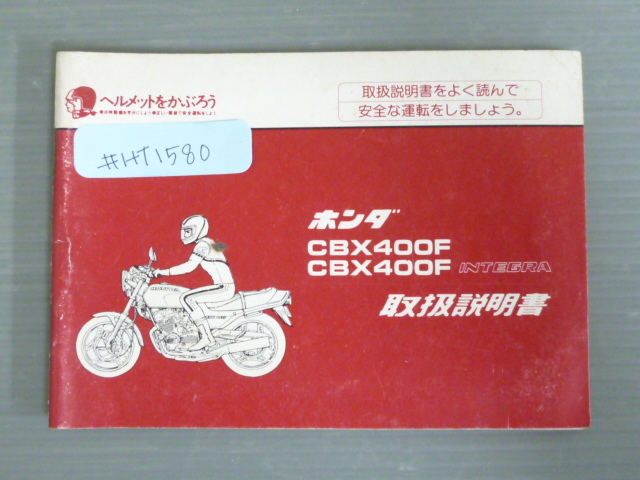 ヘルメットをかぶろう
取扱説明書をよく読んで
安全な運転をしましょう。
#HT1580
ホンダ
CBX400F
CBX400F INTEGRA
取扱説明書